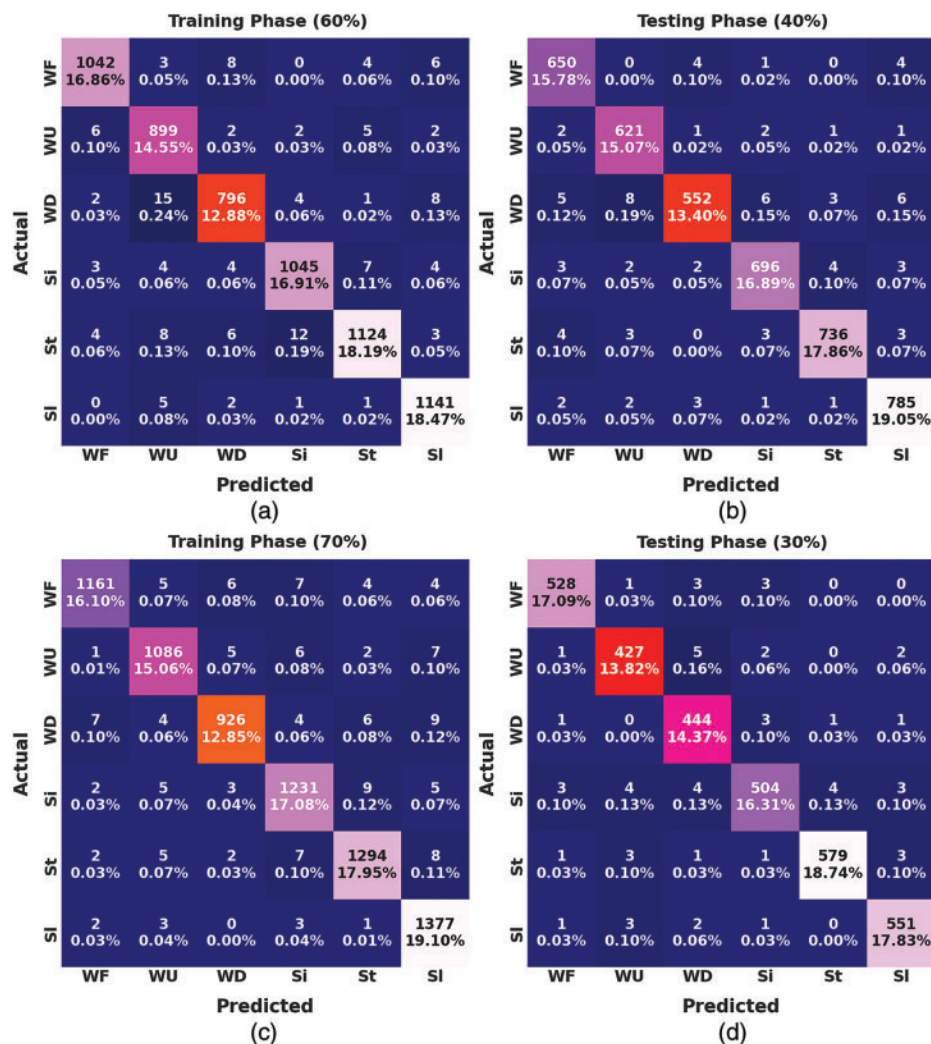 Training Phase (60%)
WF 1042 3 8 0 4 6
16.86% 0.05% 0.13% 0.00% 0.06% 0.10%
WU 6 899 2 2 5 2
0.10% 14.55% 0.03% 0.03% 0.08% 0.03%
WD 2 15 796 4 1 8
0.03% 0.24% 12.88% 0.06% 0.02% 0.13%
Actual
Si 3 4 4 1045 7 4
0.05% 0.06% 0.06% 16.91% 0.11% 0.06%
St 4 8 6 12 1124 3
0.06% 0.13% 0.10% 0.19% 18.19% 0.05%
Sl 0 5 2 1 1 1141
0.00% 0.08% 0.03% 0.02% 0.02% 18.47%
WF WU WD Si St Sl
Predicted
(a)
Testing Phase (40%)
WF 650 0 4 1 0 4
15.78% 0.00% 0.10% 0.02% 0.00% 0.10%
WU 2 621 1 2 1 1
0.05% 15.07% 0.02% 0.05% 0.02% 0.02%
WD 5 8 552 6 3 6
0.12% 0.19% 13.40% 0.15% 0.07% 0.15%
Actual
Si 3 2 2 696 4 3
0.07% 0.05% 0.05% 16.89% 0.10% 0.07%
St 4 3 0 3 736 3
0.10% 0.07% 0.00% 0.07% 17.86% 0.07%
Sl 2 2 3 1 1 785
0.05% 0.05% 0.07% 0.02% 0.02% 19.05%
WF WU WD Si St Sl
Predicted
(b)
Training Phase (70%)
WF 1161 5 6 7 4 4
16.10% 0.07% 0.08% 0.10% 0.06% 0.06%
WU 1 1086 5 6 2 7
0.01% 15.06% 0.07% 0.08% 0.03% 0.10%
WD 7 4 926 4 6 9
0.10% 0.06% 12.85% 0.06% 0.08% 0.12%
Actual
Si 2 5 3 1231 9 5
0.03% 0.07% 0.04% 17.08% 0.12% 0.07%
St 2 5 2 7 1294 8
0.03% 0.07% 0.03% 0.10% 17.95% 0.11%
Sl 2 3 0 3 1 1377
0.03% 0.04% 0.00% 0.04% 0.01% 19.10%
WF WU WD Si St Sl
Predicted
(c)
Testing Phase (30%)
WF 528 1 3 3 0 0
17.09% 0.03% 0.10% 0.10% 0.00% 0.00%
WU 1 427 5 2 0 2
0.03% 13.82% 0.16% 0.06% 0.00% 0.06%
WD 1 0 444 3 1 1
0.03% 0.00% 14.37% 0.10% 0.03% 0.03%
Actual
Si 3 4 4 504 4 3
0.10% 0.13% 0.13% 16.31% 0.13% 0.10%
St 1 3 1 1 579 3
0.03% 0.10% 0.03% 0.03% 18.74% 0.10%
Sl 1 3 2 1 0 551
0.03% 0.10% 0.06% 0.03% 0.00% 17.83%
WF WU WD Si St Sl
Predicted
(d)